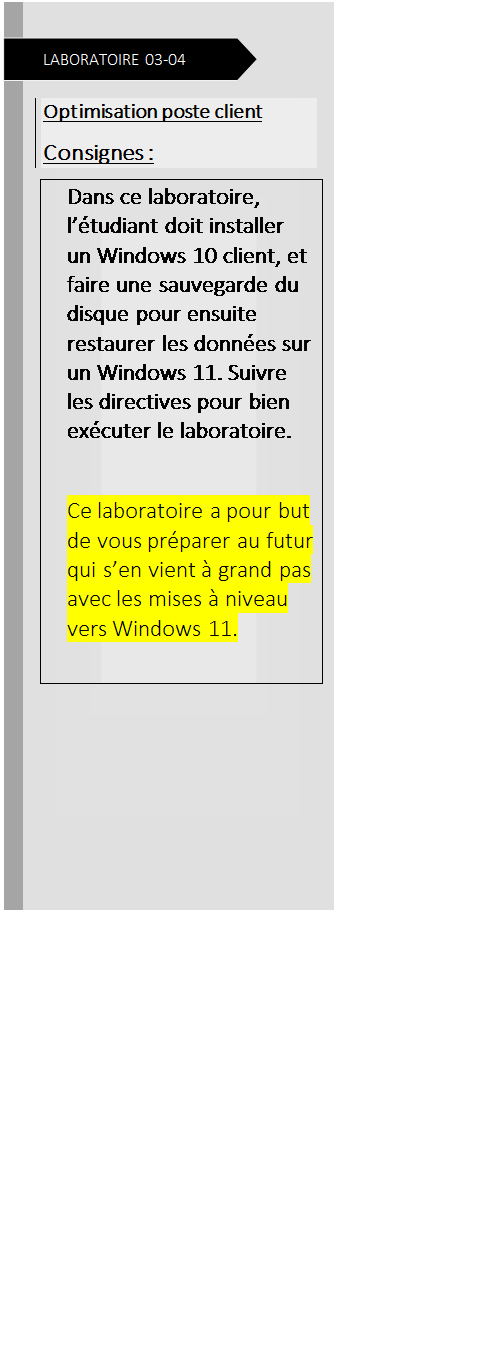 LABORATOIRE 03-04
Optimisation poste client
Consignes :
Dans ce laboratoire,
l’étudiant doit installer
un Windows 10 client, et
faire une sauvegarde du
disque pour ensuite
restaurer les données sur
un Windows 11. Suivre
les directives pour bien
exécuter le laboratoire.
Ce laboratoire a pour but
de vous préparer au futur
qui s’en vient à grand pas
avec les mises à niveau
vers Windows 11.